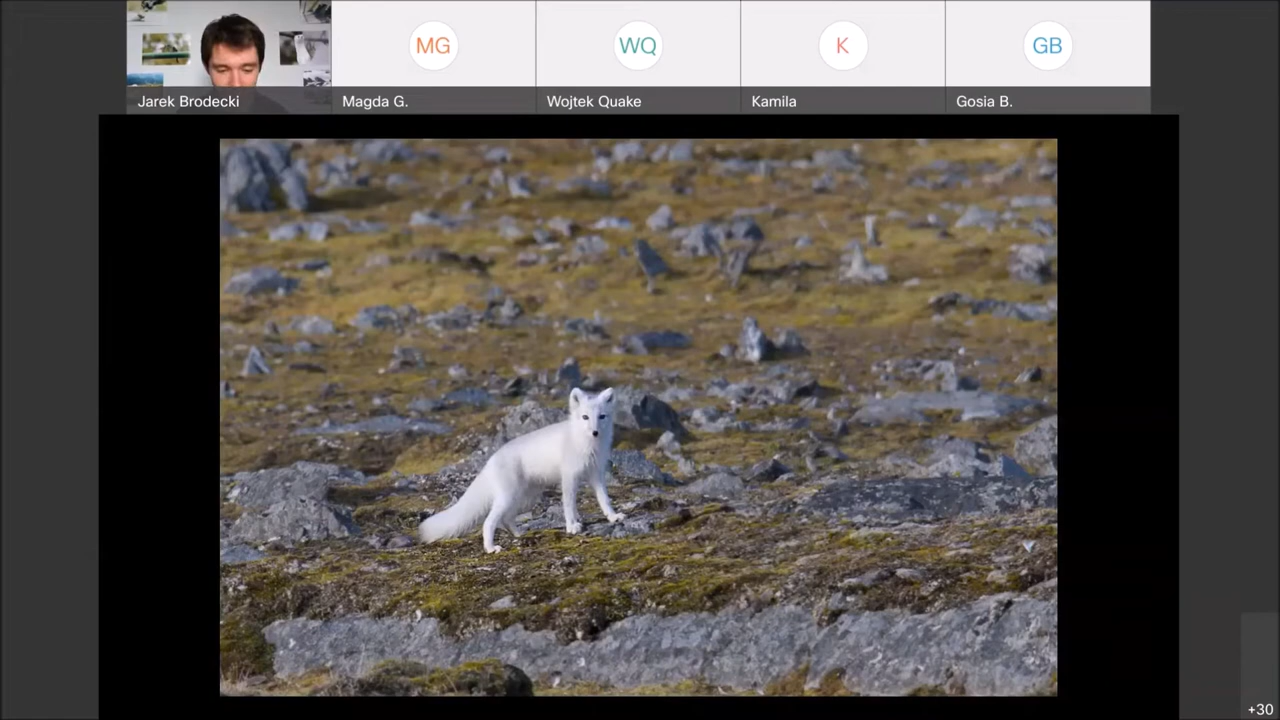 MG
WQ
K
GB
Jarek Brodecki
Magda G.
Wojtek Quake
Kamila
Gosia B.
+30